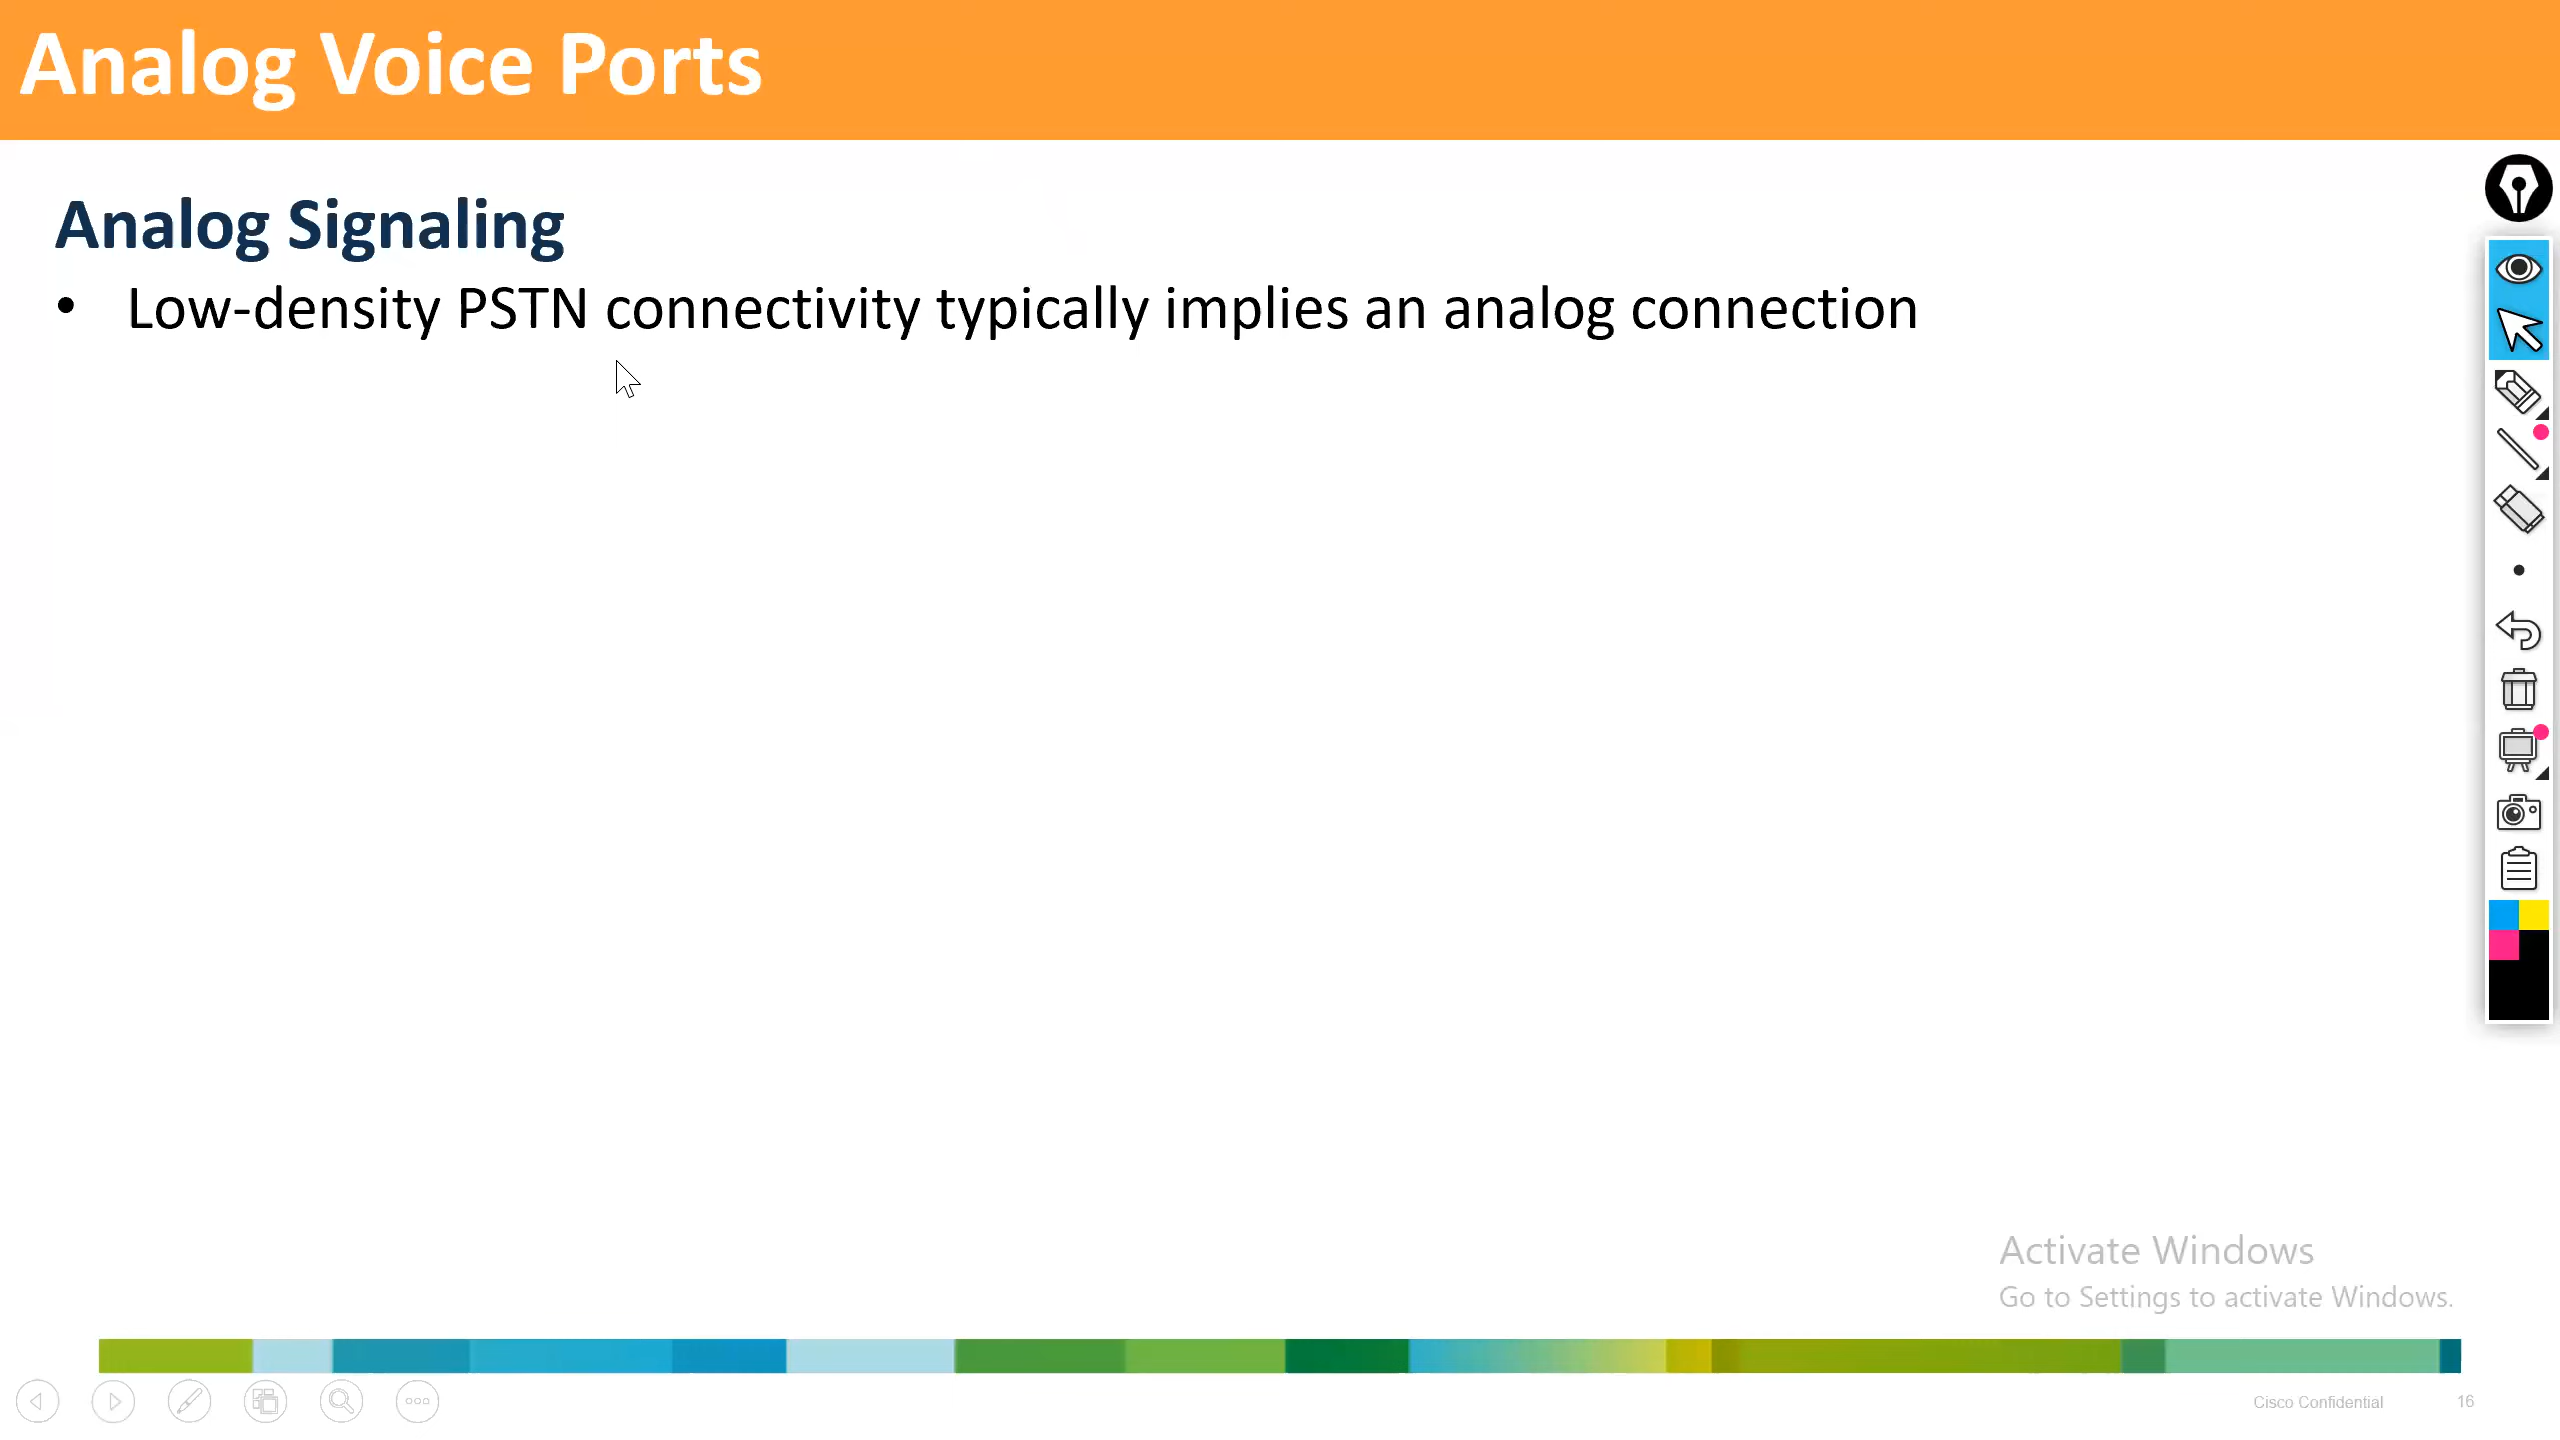 Analog Voice Ports
Analog Signaling
• Low-density PSTN connectivity typically implies an analog connection
Activate Windows
Go to Settings to activate Windows.
Cisco Confidential
16